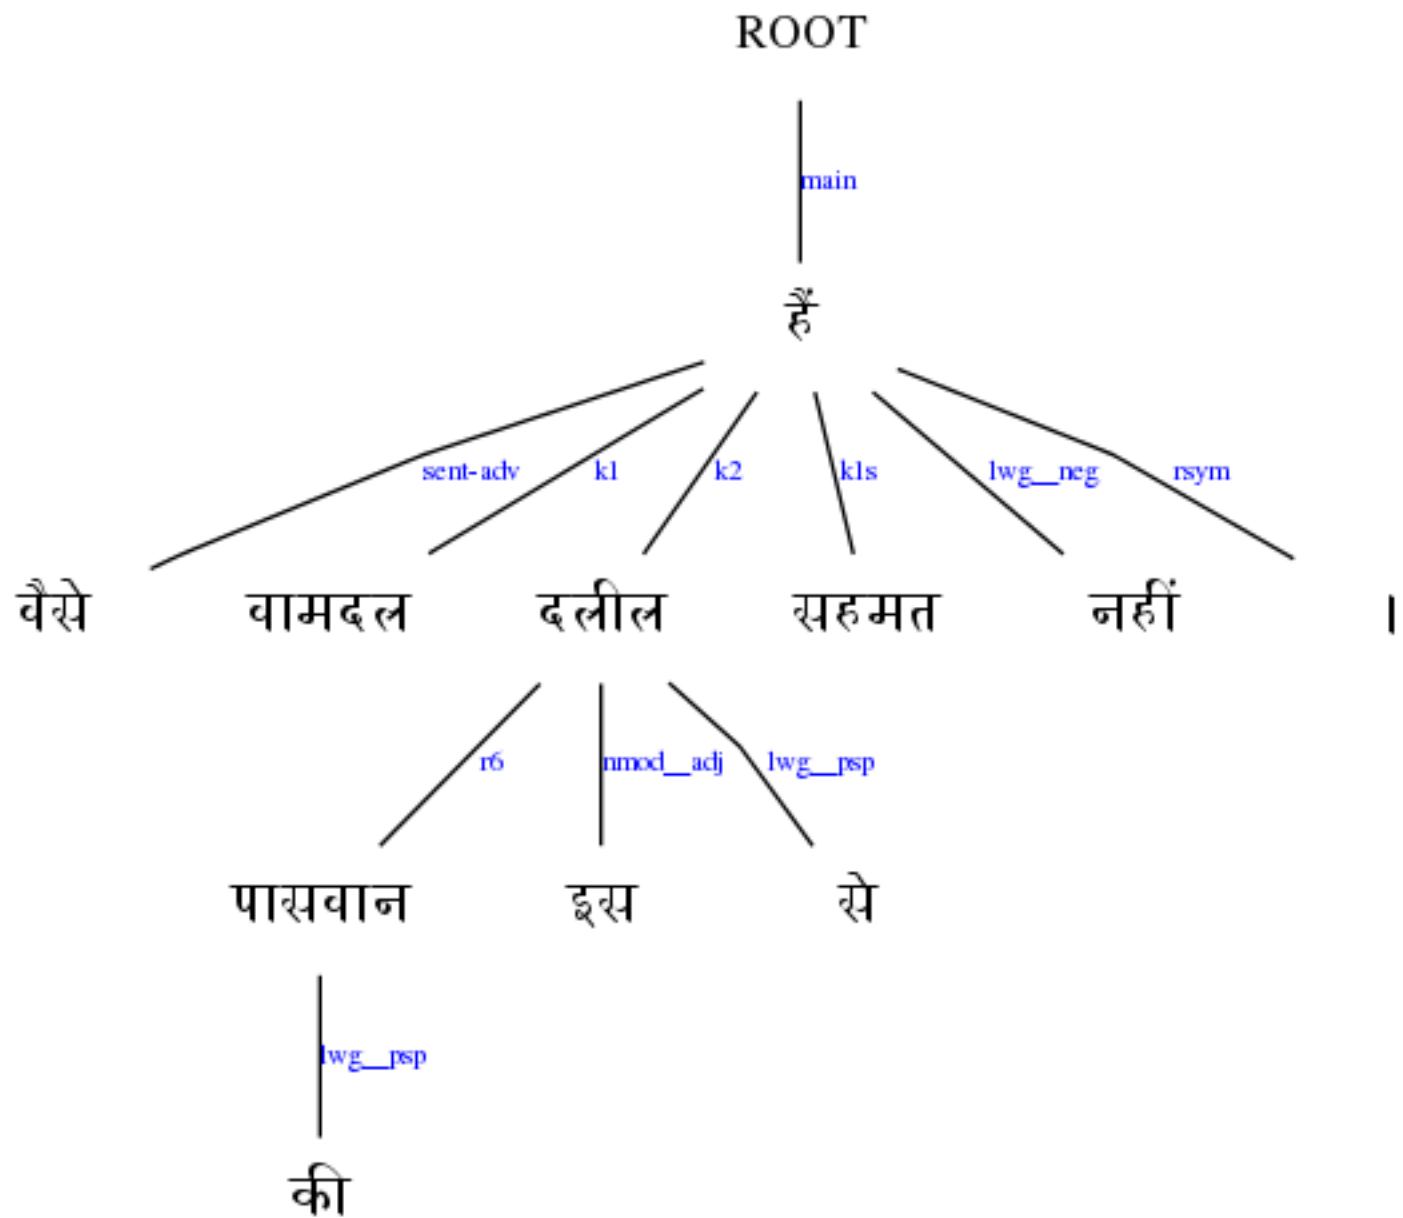 ROOT
main
हैं
sent-adv k1 k2 k1s lwg__neg rsym
वैसे वामदल दलील सहमत नहीं ।
r6 nmod__adj lwg__psp
पासवान इस से
lwg__psp
की